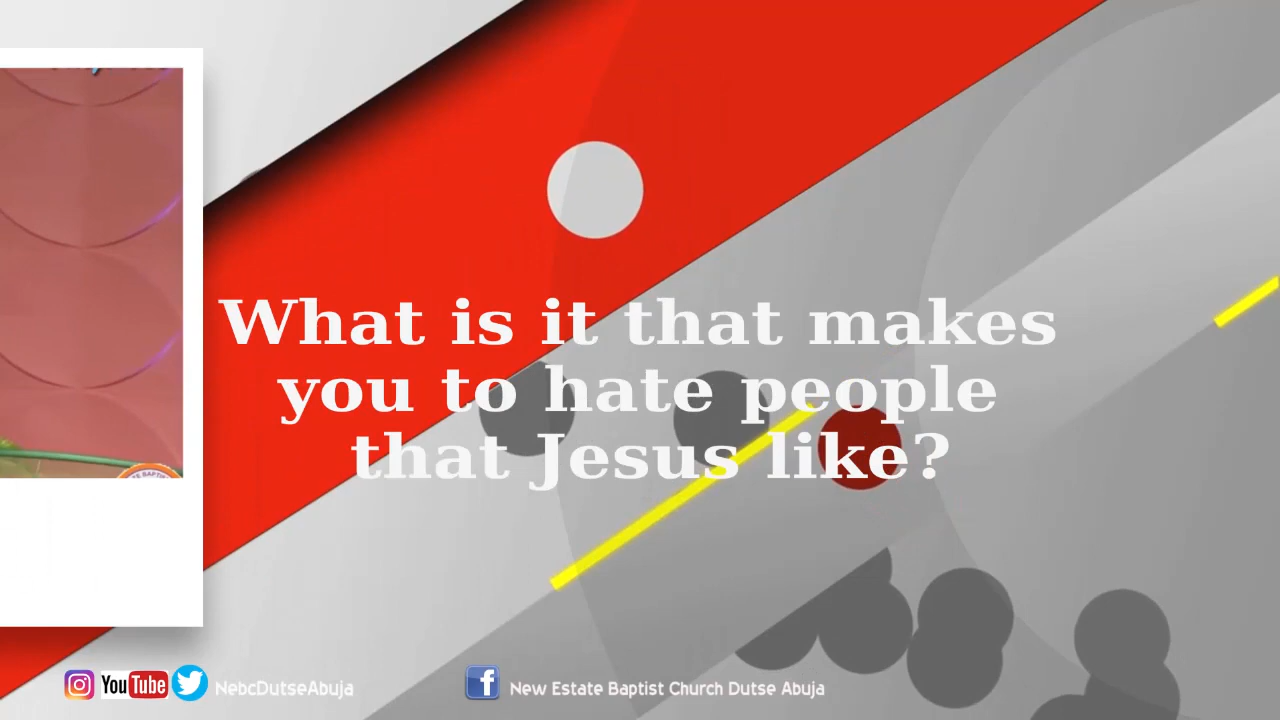 What is it that makes
you to hate people
that Jesus like?
YouTube
NebcDutseAbuja
f New Estate Baptist Church Dutse Abuja